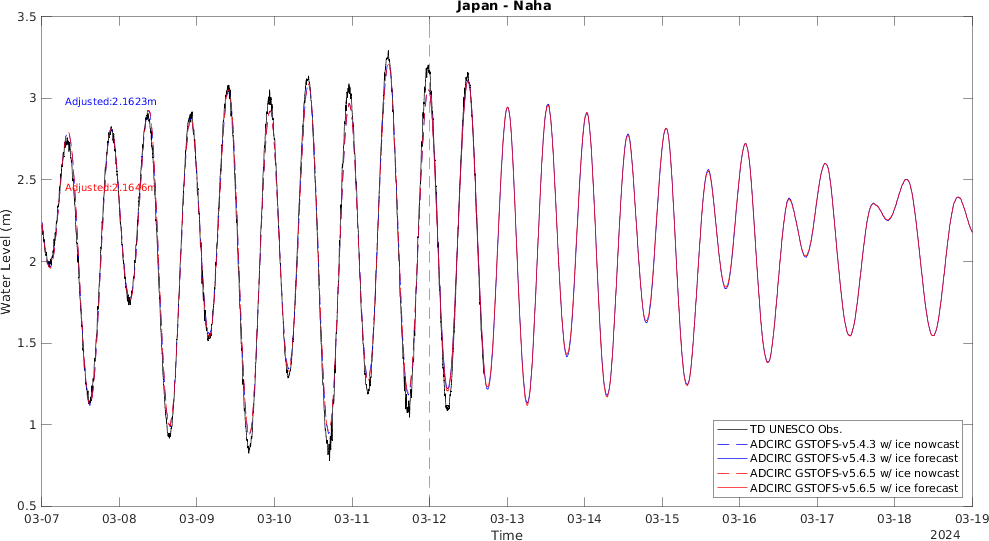 Japan - Naha
3.5
3
2.5
2
1.5
1
0.5
Water Level (m)
Adjusted:2.1623m
Adjusted:2.1646m
TD UNESCO Obs.
ADCIRC GSTOFS-v5.4.3 w/ ice nowcast
ADCIRC GSTOFS-v5.4.3 w/ ice forecast
ADCIRC GSTOFS-v5.6.5 w/ ice nowcast
ADCIRC GSTOFS-v5.6.5 w/ ice forecast
03-07 03-08 03-09 03-10 03-11 03-12 03-13 03-14 03-15 03-16 03-17 03-18 03-19
Time
2024